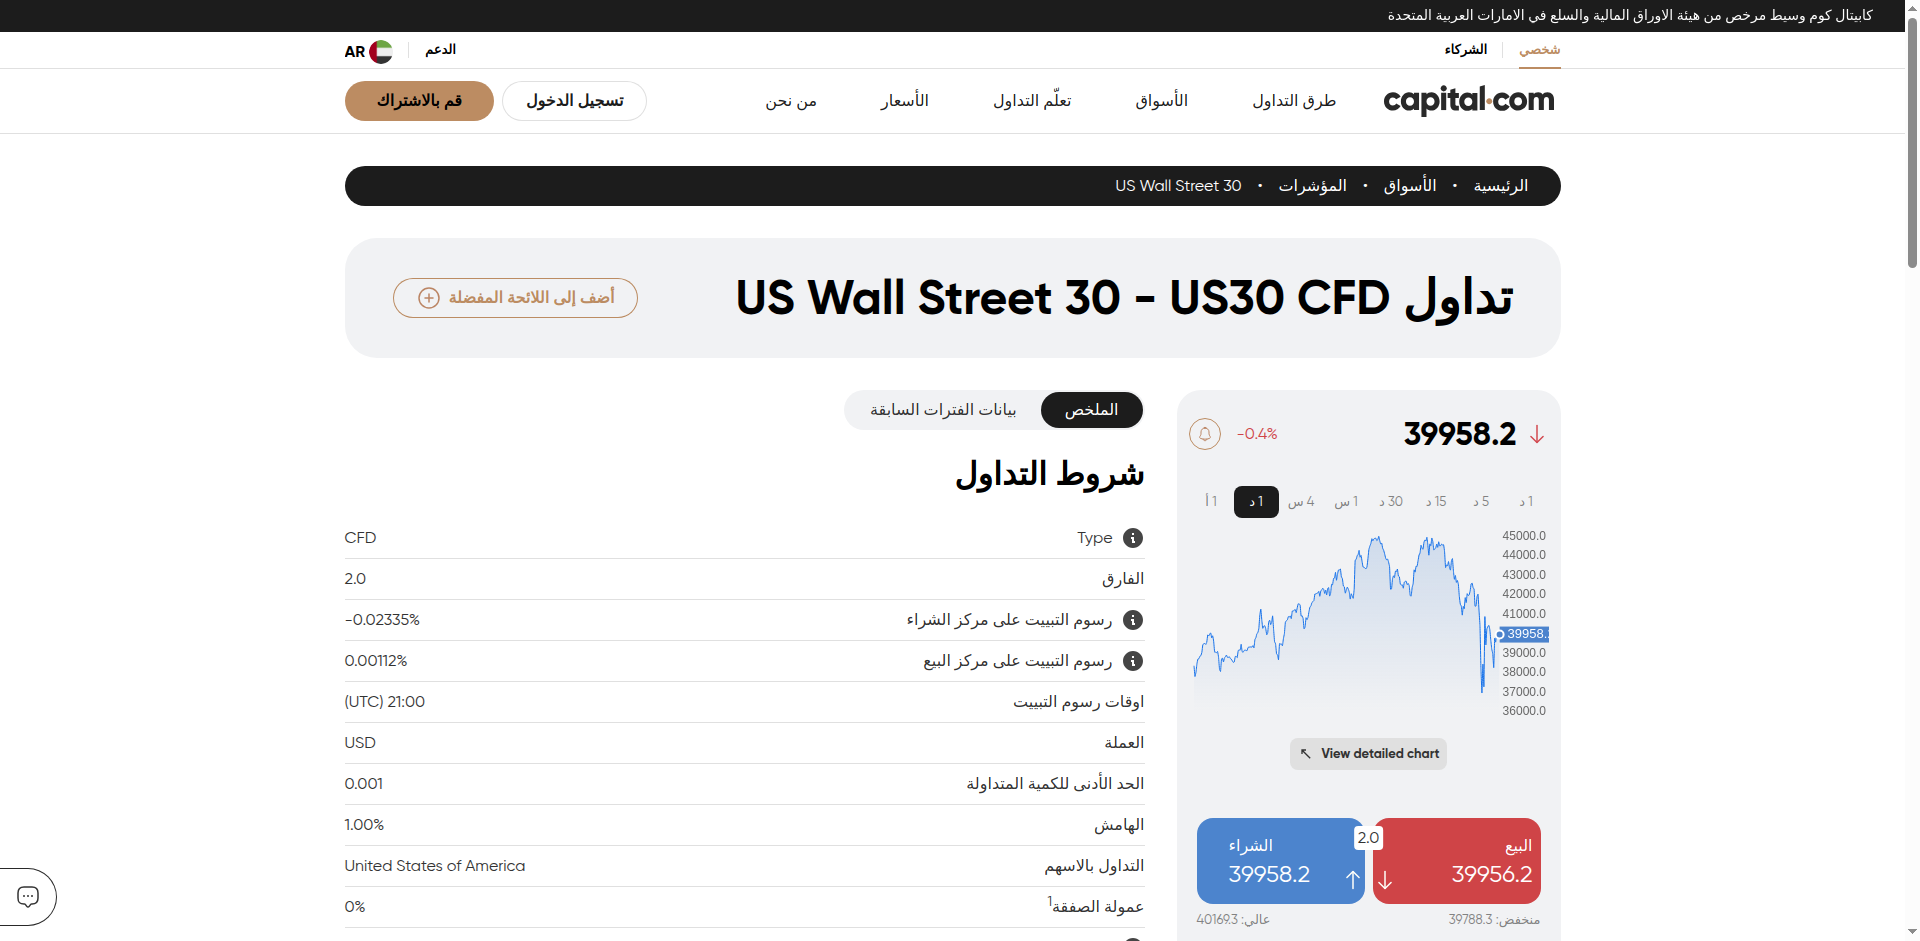 كابيتال كوم وسيط مرخص من هيئة الاوراق المالية والسلع في الامارات العربية المتحدة
شخصي
الشركاء
الدعم
AR
capital.com
طرق التداول
الأسواق
تعلّم التداول
الأسعار
من نحن
تسجيل الدخول
قم بالاشتراك
الرئيسية • الأسواق • المؤشرات • US Wall Street 30
تداول US Wall Street 30 - US30 CFD
أضف إلى اللائحة المفضلة
39958.2
-0.4%
1 د
5 د
15 د
30 د
1 س
4 س
1 د
1 أ
45000.0
44000.0
43000.0
42000.0
41000.0
39958.
39000.0
38000.0
37000.0
36000.0
View detailed chart
البيع
39956.2
2.0
الشراء
39958.2
منخفض: 39788.3
عالي: 40169.3
الملخص
بيانات الفترات السابقة
شروط التداول
Type CFD
الفارق 2.0
رسوم التبييت على مركز الشراء -0.02335%
رسوم التبييت على مركز البيع 0.00112%
اوقات رسوم التبييت 21:00 (UTC)
العملة USD
الحد الأدنى للكمية المتداولة 0.001
الهامش 1.00%
التداول بالاسهم United States of America
عمولة الصفقة1 0%